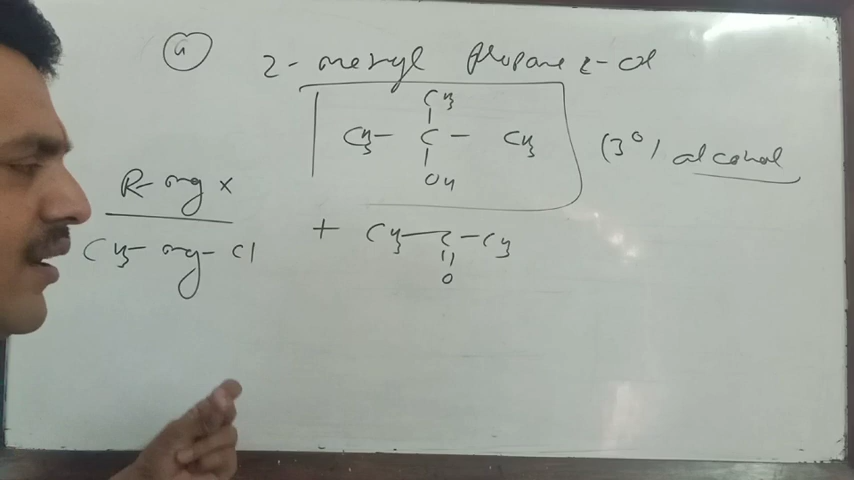 (a) 2-methyl propane 2-ol
CH3
CH3-C-CH3 (3°) alcohol
OH
R-mg x
CH3-mg-Cl + CH3-C-CH3
O